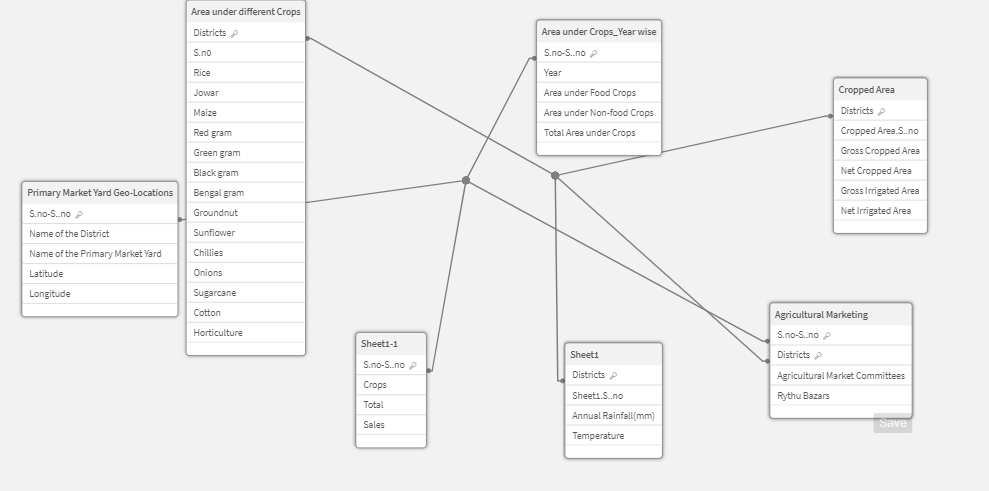 Area under different Crops
Districts
S.n0
Rice
Jowar
Maize
Red gram
Green gram
Black gram
Bengal gram
Groundnut
Sunflower
Chillies
Onions
Sugarcane
Cotton
Horticulture
Area under Crops_Year wise
S.no-S..no
Year
Area under Food Crops
Area under Non-food Crops
Total Area under Crops
Cropped Area
Districts
Cropped Area.S..no
Gross Cropped Area
Net Cropped Area
Gross Irrigated Area
Net Irrigated Area
Primary Market Yard Geo-Locations
S.no-S..no
Name of the District
Name of the Primary Market Yard
Latitude
Longitude
Sheet1-1
S.no-S..no
Crops
Total
Sales
Sheet1
Districts
Sheet1.S..no
Annual Rainfall(mm)
Temperature
Agricultural Marketing
S.no-S..no
Districts
Agricultural Market Committees
Rythu Bazars
Save